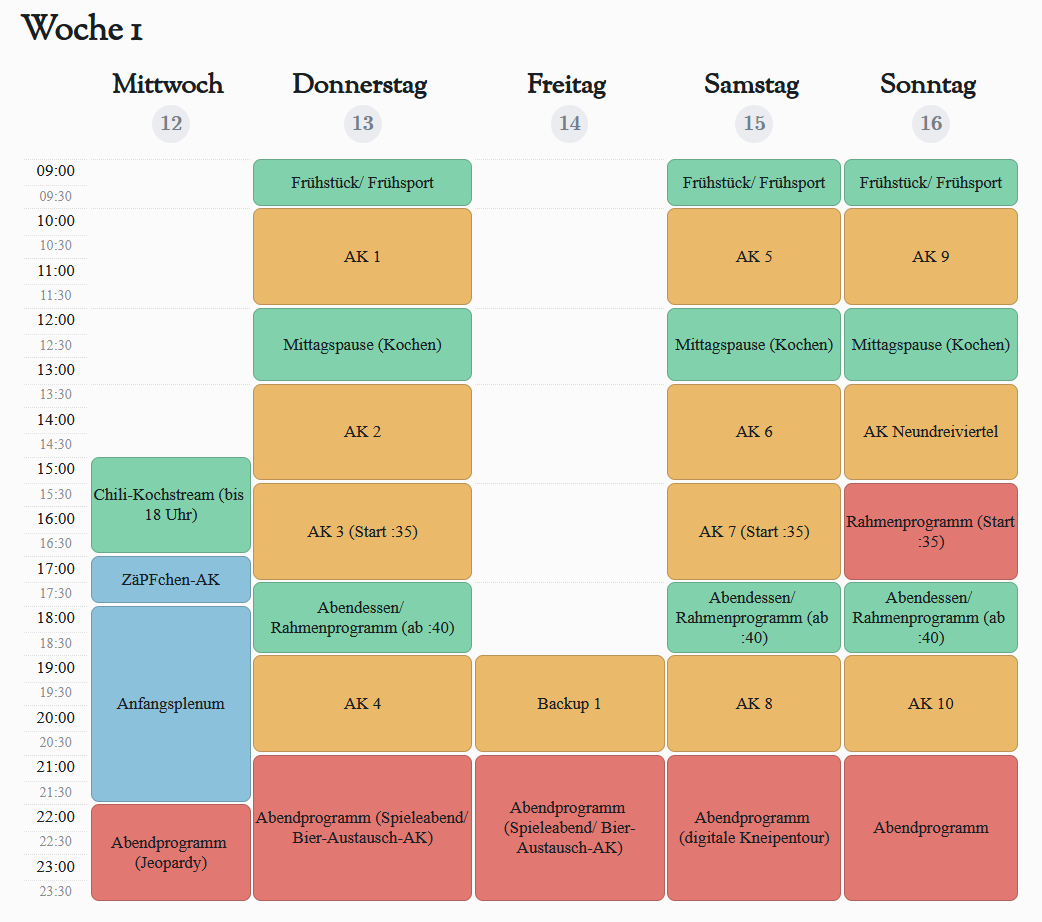 Woche 1
Mittwoch
Donnerstag
Freitag
Samstag
Sonntag
12
13
14
15
16
09:00
09:30
10:00
10:30
11:00
11:30
12:00
12:30
13:00
13:30
14:00
14:30
15:00
15:30
16:00
16:30
17:00
17:30
18:00
18:30
19:00
19:30
20:00
20:30
21:00
21:30
22:00
22:30
23:00
23:30
Chili-Kochstream (bis
18 Uhr)
ZäPFchen-AK
Anfangsplenum
Abendprogramm
(Jeopardy)
Frühstück/ Frühsport
AK 1
Mittagspause (Kochen)
AK 2
AK 3 (Start :35)
Abendessen/
Rahmenprogramm (ab :40)
AK 4
Abendprogramm (Spieleabend/
Bier-Austausch-AK)
Backup 1
Abendprogramm
(Spieleabend/ Bier-
Austausch-AK)
Frühstück/ Frühsport
AK 5
Mittagspause (Kochen)
AK 6
AK 7 (Start :35)
Abendessen/
Rahmenprogramm (ab
:40)
AK 8
Abendprogramm
(digitale Kneipentour)
Frühstück/ Frühsport
AK 9
Mittagspause (Kochen)
AK Neundreiviertel
Rahmenprogramm (Start
:35)
Abendessen/
Rahmenprogramm (ab
:40)
AK 10
Abendprogramm